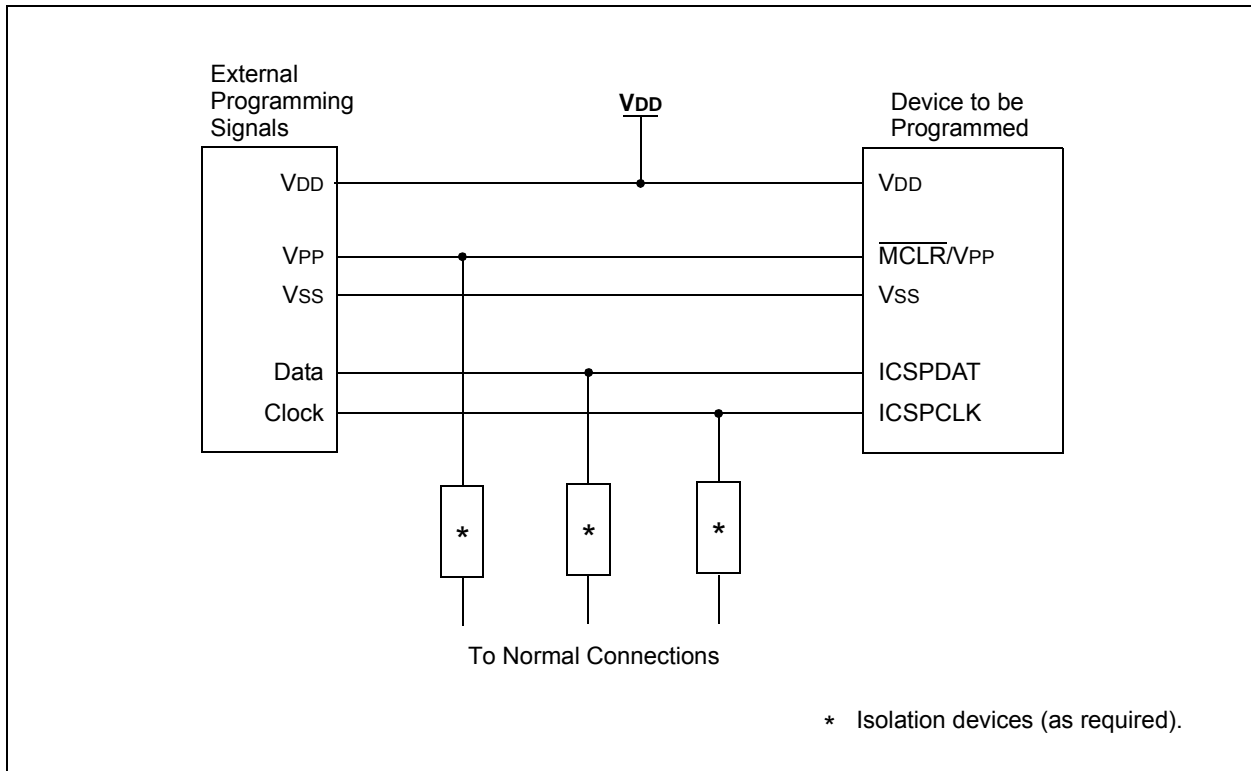 External
Programming
Signals
VDD
Device to be
Programmed
VDD
VPP
VSS
Data
Clock
VDD
MCLR/VPP
VSS
ICSPDAT
ICSPCLK
*
*
*
To Normal Connections
* Isolation devices (as required).